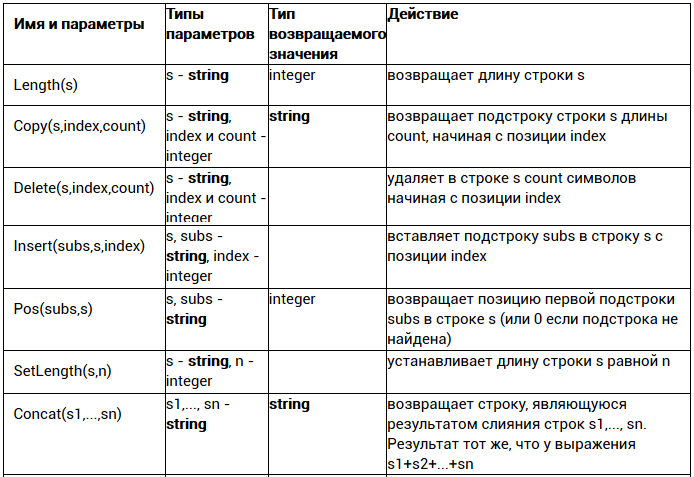 Имя и параметры
Типы
параметров
Тип
возвращаемого
значения
Действие
Length(s)
s - string
integer
возвращает длину строки s
Copy(s,index,count)
s - string,
index и count -
integer
string
возвращает подстроку строки s длины
count, начиная с позиции index
Delete(s,index,count)
s - string,
index и count -
integer
удаляет в строке s count символов
начиная с позиции index
Insert(subs,s,index)
s, subs -
string, index -
integer
вставляет подстроку subs в строку s с
позиции index
Pos(subs,s)
s, subs -
string
integer
возвращает позицию первой подстроки
subs в строке s (или 0 если подстрока не
найдена)
SetLength(s,n)
s - string, n -
integer
устанавливает длину строки s равной n
Concat(s1,...,sn)
s1,..., sn -
string
string
возвращает строку, являющуюся
результатом слияния строк s1,..., sn.
Результат тот же, что у выражения
s1+s2+...+sn